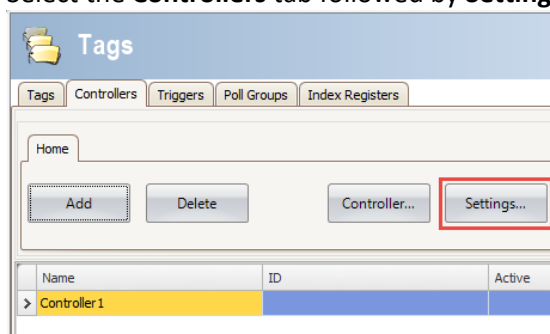 Select the Controllers tab followed by Setting
Tags
Tags Controllers Triggers Poll Groups Index Registers
Home
Add Delete Controller... Settings...
Name ID Active
Controller1